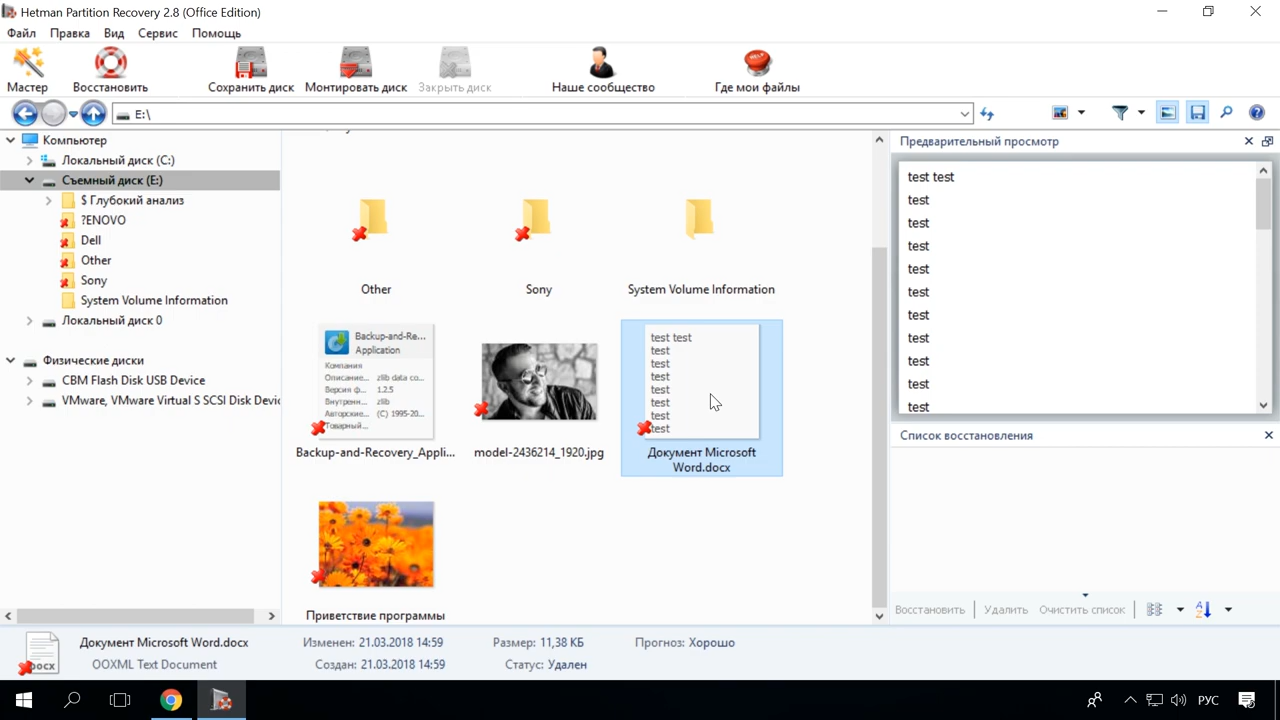 Hetman Partition Recovery 2.8 (Office Edition)
Файл Правка Вид Сервис Помощь
Мастер Восстановить Сохранить диск Монтировать диск Закрыть диск Наше сообщество Где мои файлы
HELP
E:\
Компьютер
Локальный диск (C:)
Съемный диск (E:)
$ Глубокий анализ
?ENOVO
Dell
Other
Sony
System Volume Information
Локальный диск 0
Физические диски
CBM Flash Disk USB Device
VMware, VMware Virtual S SCSI Disk Devic
Other Sony System Volume Information
Backup-and-Re...
Application
Компания
Описание... zlib data co...
Версия ф... 1.2.5
Внутренн... zlib
Авторские... (C) 1995-20...
Товарный...
Backup-and-Recovery_Appli...
model-2436214_1920.jpg
test test
test
test
test
test
test
test
test
Документ Microsoft
Word.docx
Приветствие программы
Предварительный просмотр
test test
test
test
test
test
test
test
test
test
test
test
Список восстановления
Восстановить Удалить Очистить список
DOCX
Документ Microsoft Word.docx Изменен: 21.03.2018 14:59 Размер: 11,38 КБ Прогноз: Хорошо
OOXML Text Document Создан: 21.03.2018 14:59 Статус: Удален
РУС